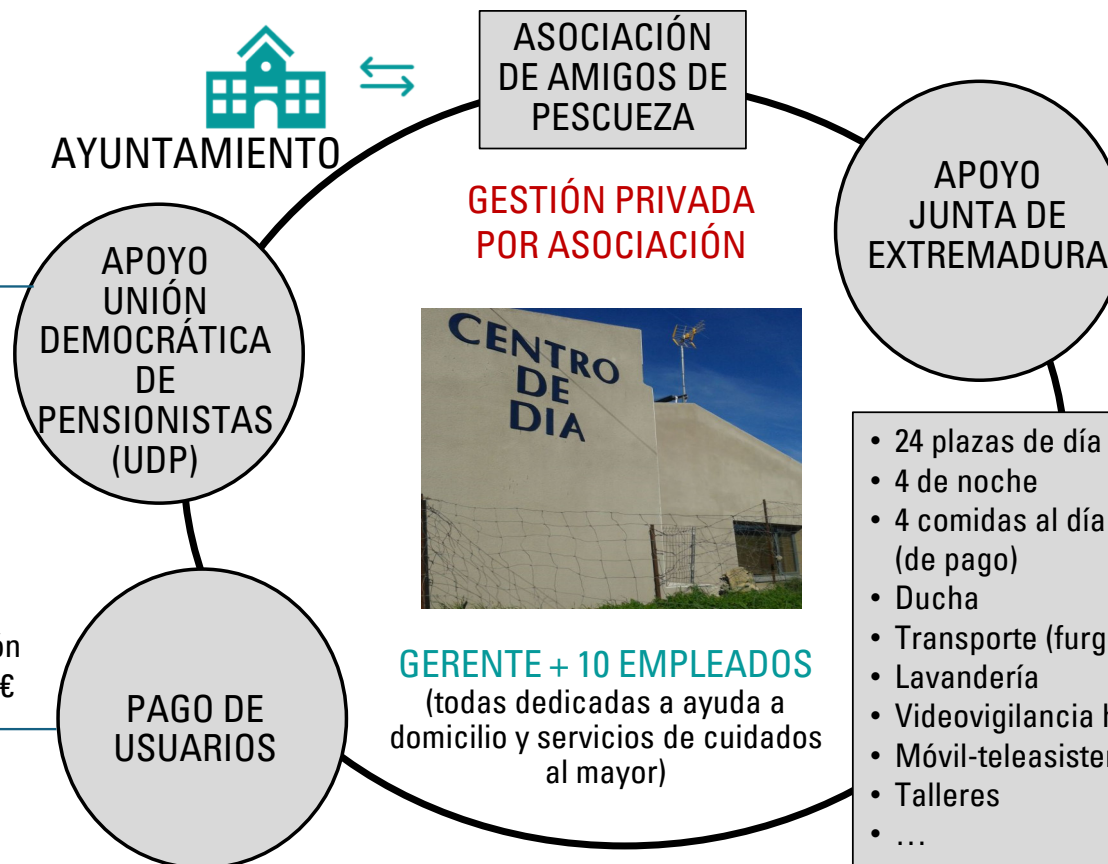 ASOCIACIÓN
DE AMIGOS DE
PESCUEZA
AYUNTAMIENTO
GESTIÓN PRIVADA
POR ASOCIACIÓN
APOYO
JUNTA DE
EXTREMADURA
APOYO
UNIÓN
DEMOCRÁTICA
DE
PENSIONISTAS
(UDP)
CENTRO
DE
DIA
• 24 plazas de día
• 4 de noche
• 4 comidas al día
(de pago)
• Ducha
• Transporte
• Lavandería
• Videovigilancia
•
• Talleres
• …
€
PAGO DE
USUARIOS
GERENTE + 10 EMPLEADOS
(todas dedicadas a ayuda a
domicilio y servicios de cuidados
al mayor)